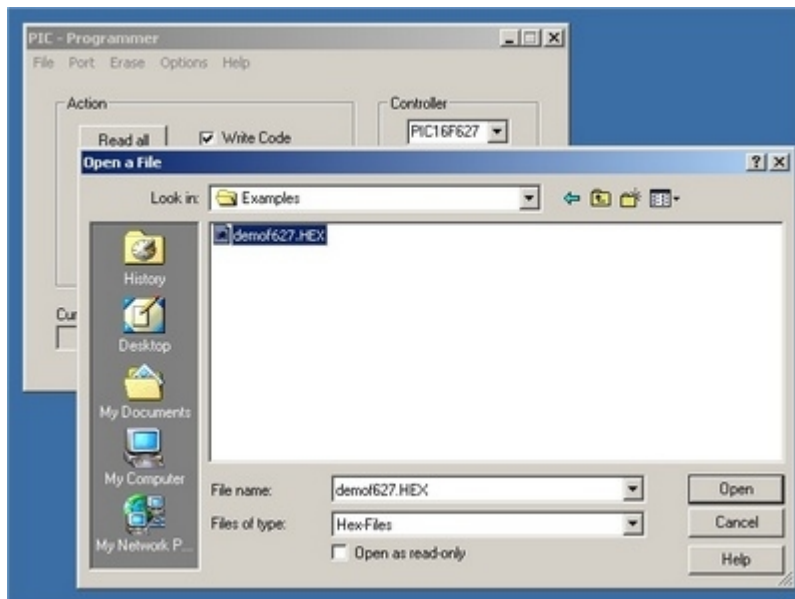 PIC - Programmer
File Port Erase Options Help
Action
Controller
Read all
Write Code
PIC16F627
Open a File
Look in:
Examples
demof627.HEX
History
Desktop
My Documents
My Computer
My Network P...
File name:
demof627.HEX
Open
Files of type:
Hex-Files
Cancel
Open as read-only
Help